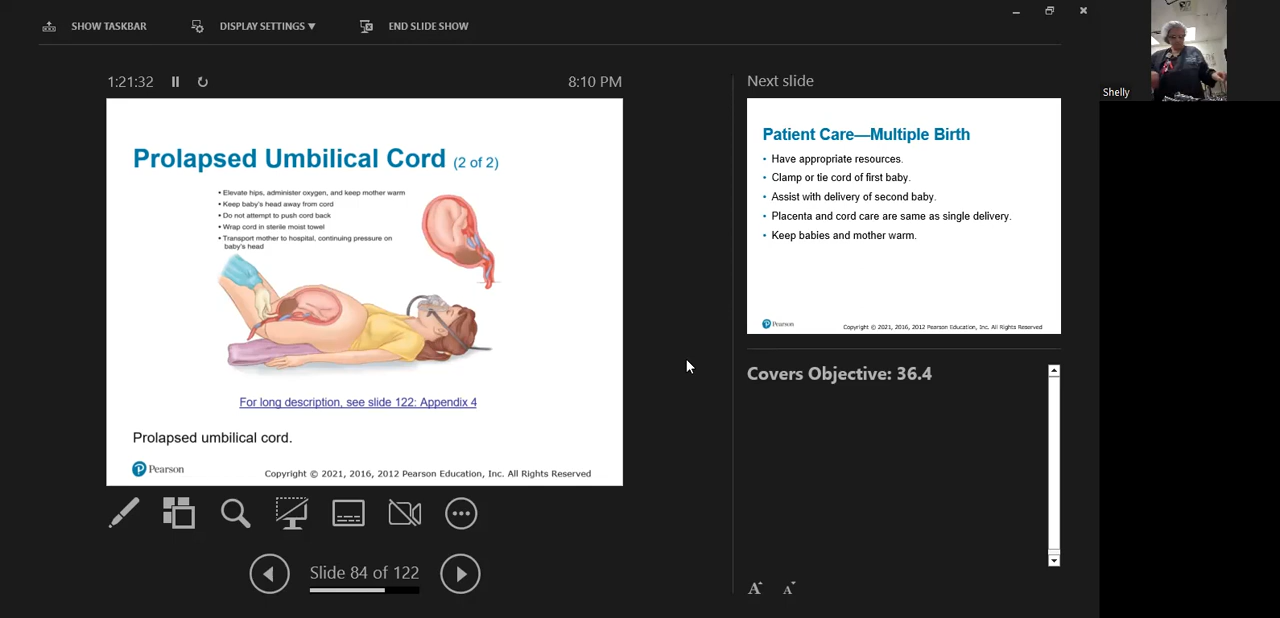 SHOW TASKBAR
DISPLAY SETTINGS ▼
END SLIDE SHOW
1:21:32
8:10 PM
Prolapsed Umbilical Cord (2 of 2)
• Elevate hips, administer oxygen, and keep mother warm
• Keep baby's head away from cord
• Do not attempt to push cord back
• Wrap cord in sterile moist towel
• Transport mother to hospital, continuing pressure on
baby's head
For long description, see slide 122: Appendix 4
Prolapsed umbilical cord.
P Pearson
Copyright © 2021, 2016, 2012 Pearson Education, Inc. All Rights Reserved
Slide 84 of 122
Next slide
Patient Care—Multiple Birth
• Have appropriate resources.
• Clamp or tie cord of first baby.
• Assist with delivery of second baby.
• Placenta and cord care are same as single delivery.
• Keep babies and mother warm.
P Pearson
Copyright © 2021, 2016, 2012 Pearson Education, Inc. All Rights Reserved
Covers Objective: 36.4
A A
Shelly